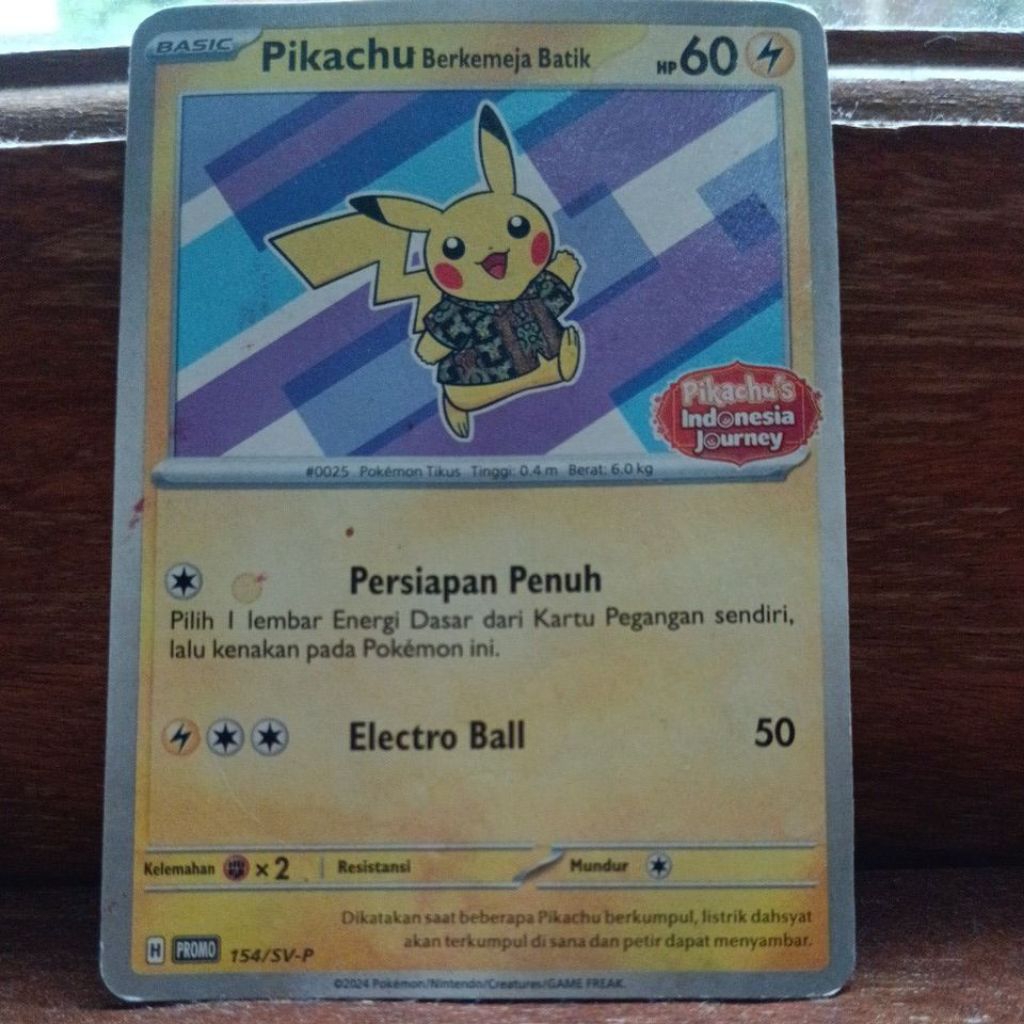 BASIC Pikachu Berkemeja Batik HP 60
Pikachu's
Indonesia
Journey
#0025 Pokémon Tikus Tinggi: 0.4 m Berat: 6.0 kg
Persiapan Penuh
Pilih 1 lembar Energi Dasar dari Kartu Pegangan sendiri,
lalu kenakan pada Pokémon ini.
Electro Ball 50
Kelemahan ×2 Resistansi Mundur
Dikatakan saat beberapa Pikachu berkumpul, listrik dahsyat
akan terkumpul di sana dan petir dapat menyambar.
H PROMO 154/SV-P
©2024 Pokémon/Nintendo/Creatures/GAME FREAK.